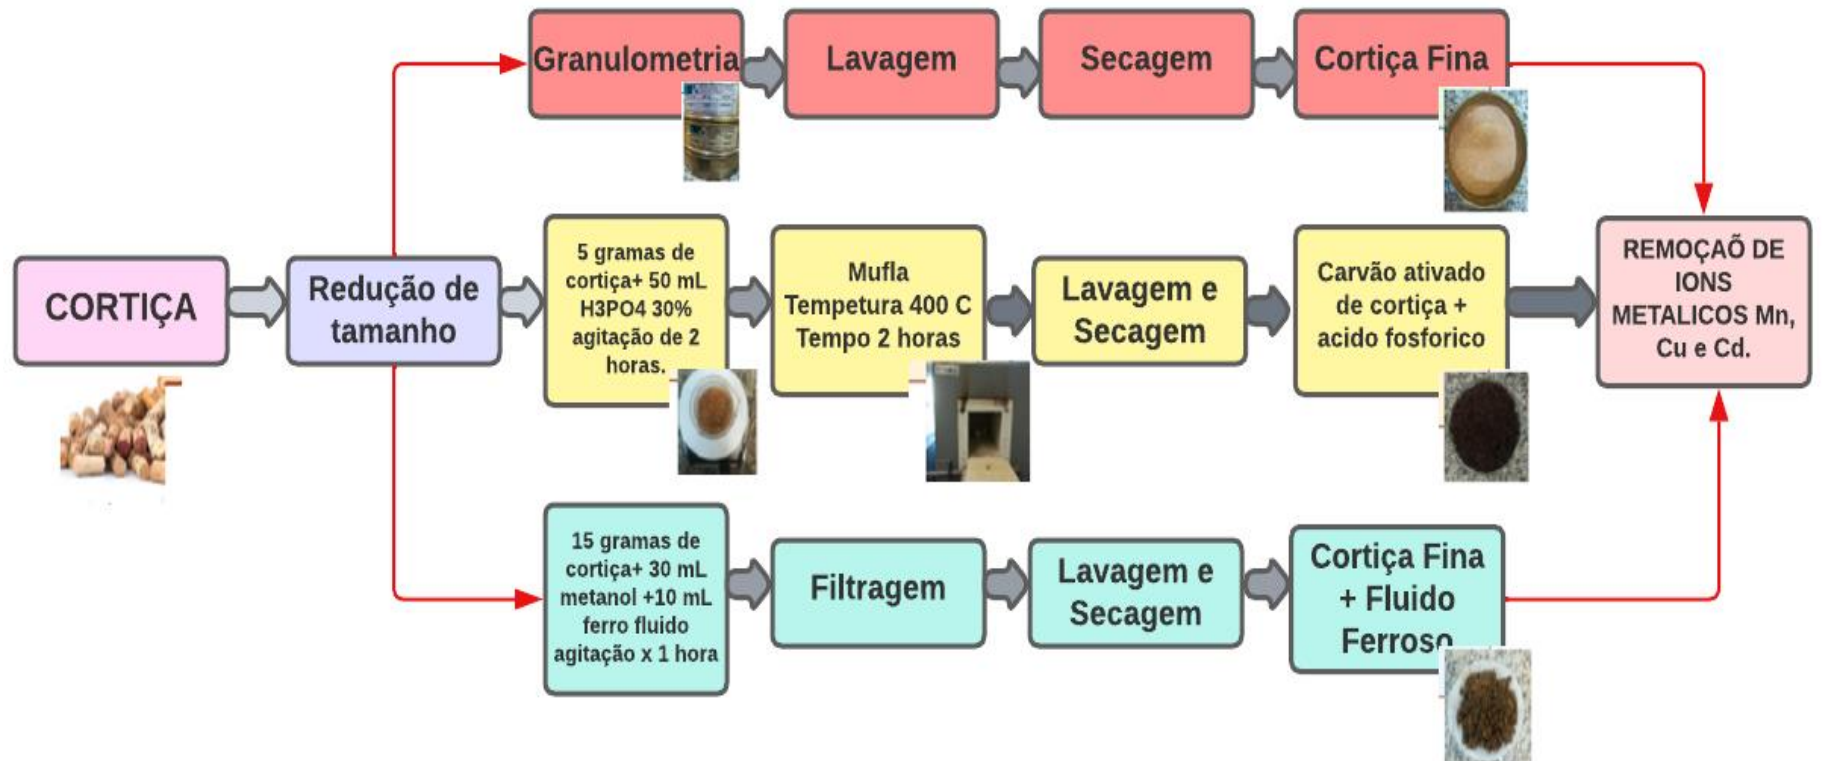 Granulometria
Lavagem
Secagem
Cortiça Fina
CORTIÇA
Redução de
tamanho
5 gramas de
cortiça+ 50 mL
H3PO4 30%
agitação de 2
horas.
Mufla
Tempetura 400 C
Tempo 2 horas
Lavagem e
Secagem
Carvão ativado
de cortiça +
acido fosforico
REMOÇAÕ DE
IONS
METALICOS Mn,
Cu e Cd.
15 gramas de
cortiça+ 30 mL
metanol +10 mL
ferro fluido
agitação x 1 hora
Filtragem
Lavagem e
Secagem
Cortiça Fina
+ Fluido
Ferroso